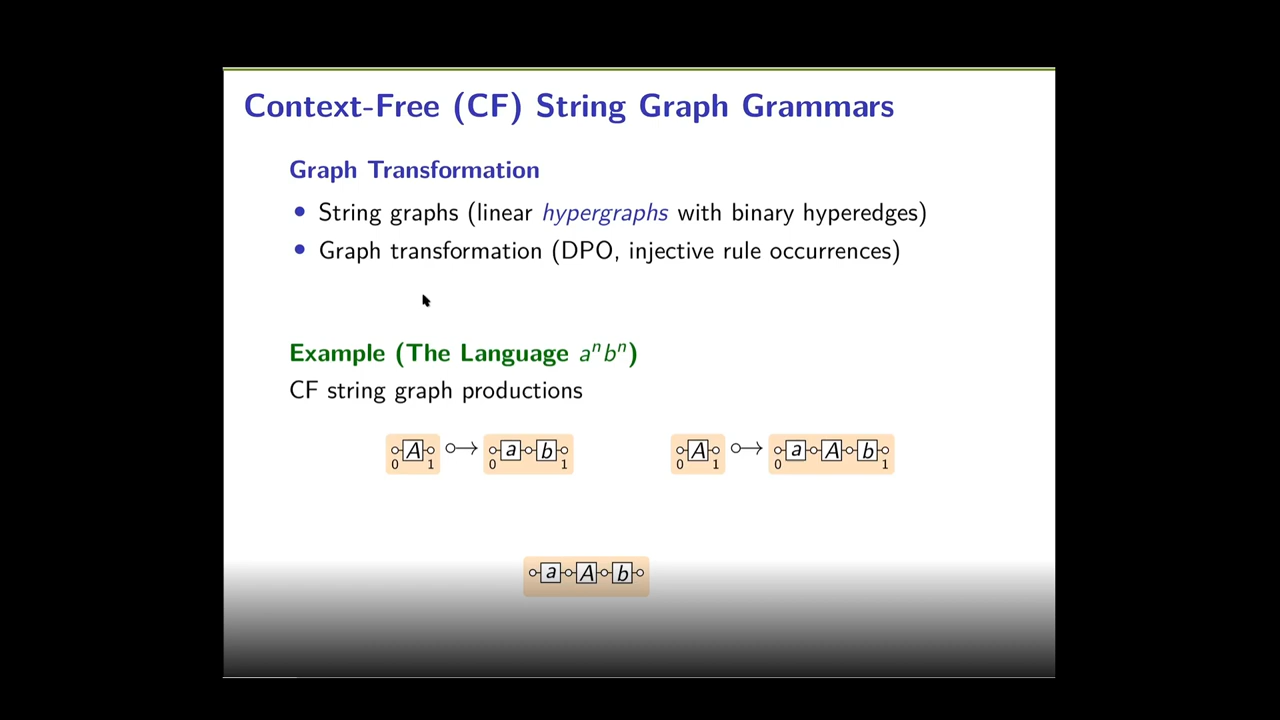 Context-Free (CF) String Graph Grammars
Graph Transformation
• String graphs (linear hypergraphs with binary hyperedges)
• Graph transformation (DPO, injective rule occurrences)
Example (The Language aⁿbⁿ)
CF string graph productions
A a b A a A b
0 1 0 1 0 1 0 1
a A b